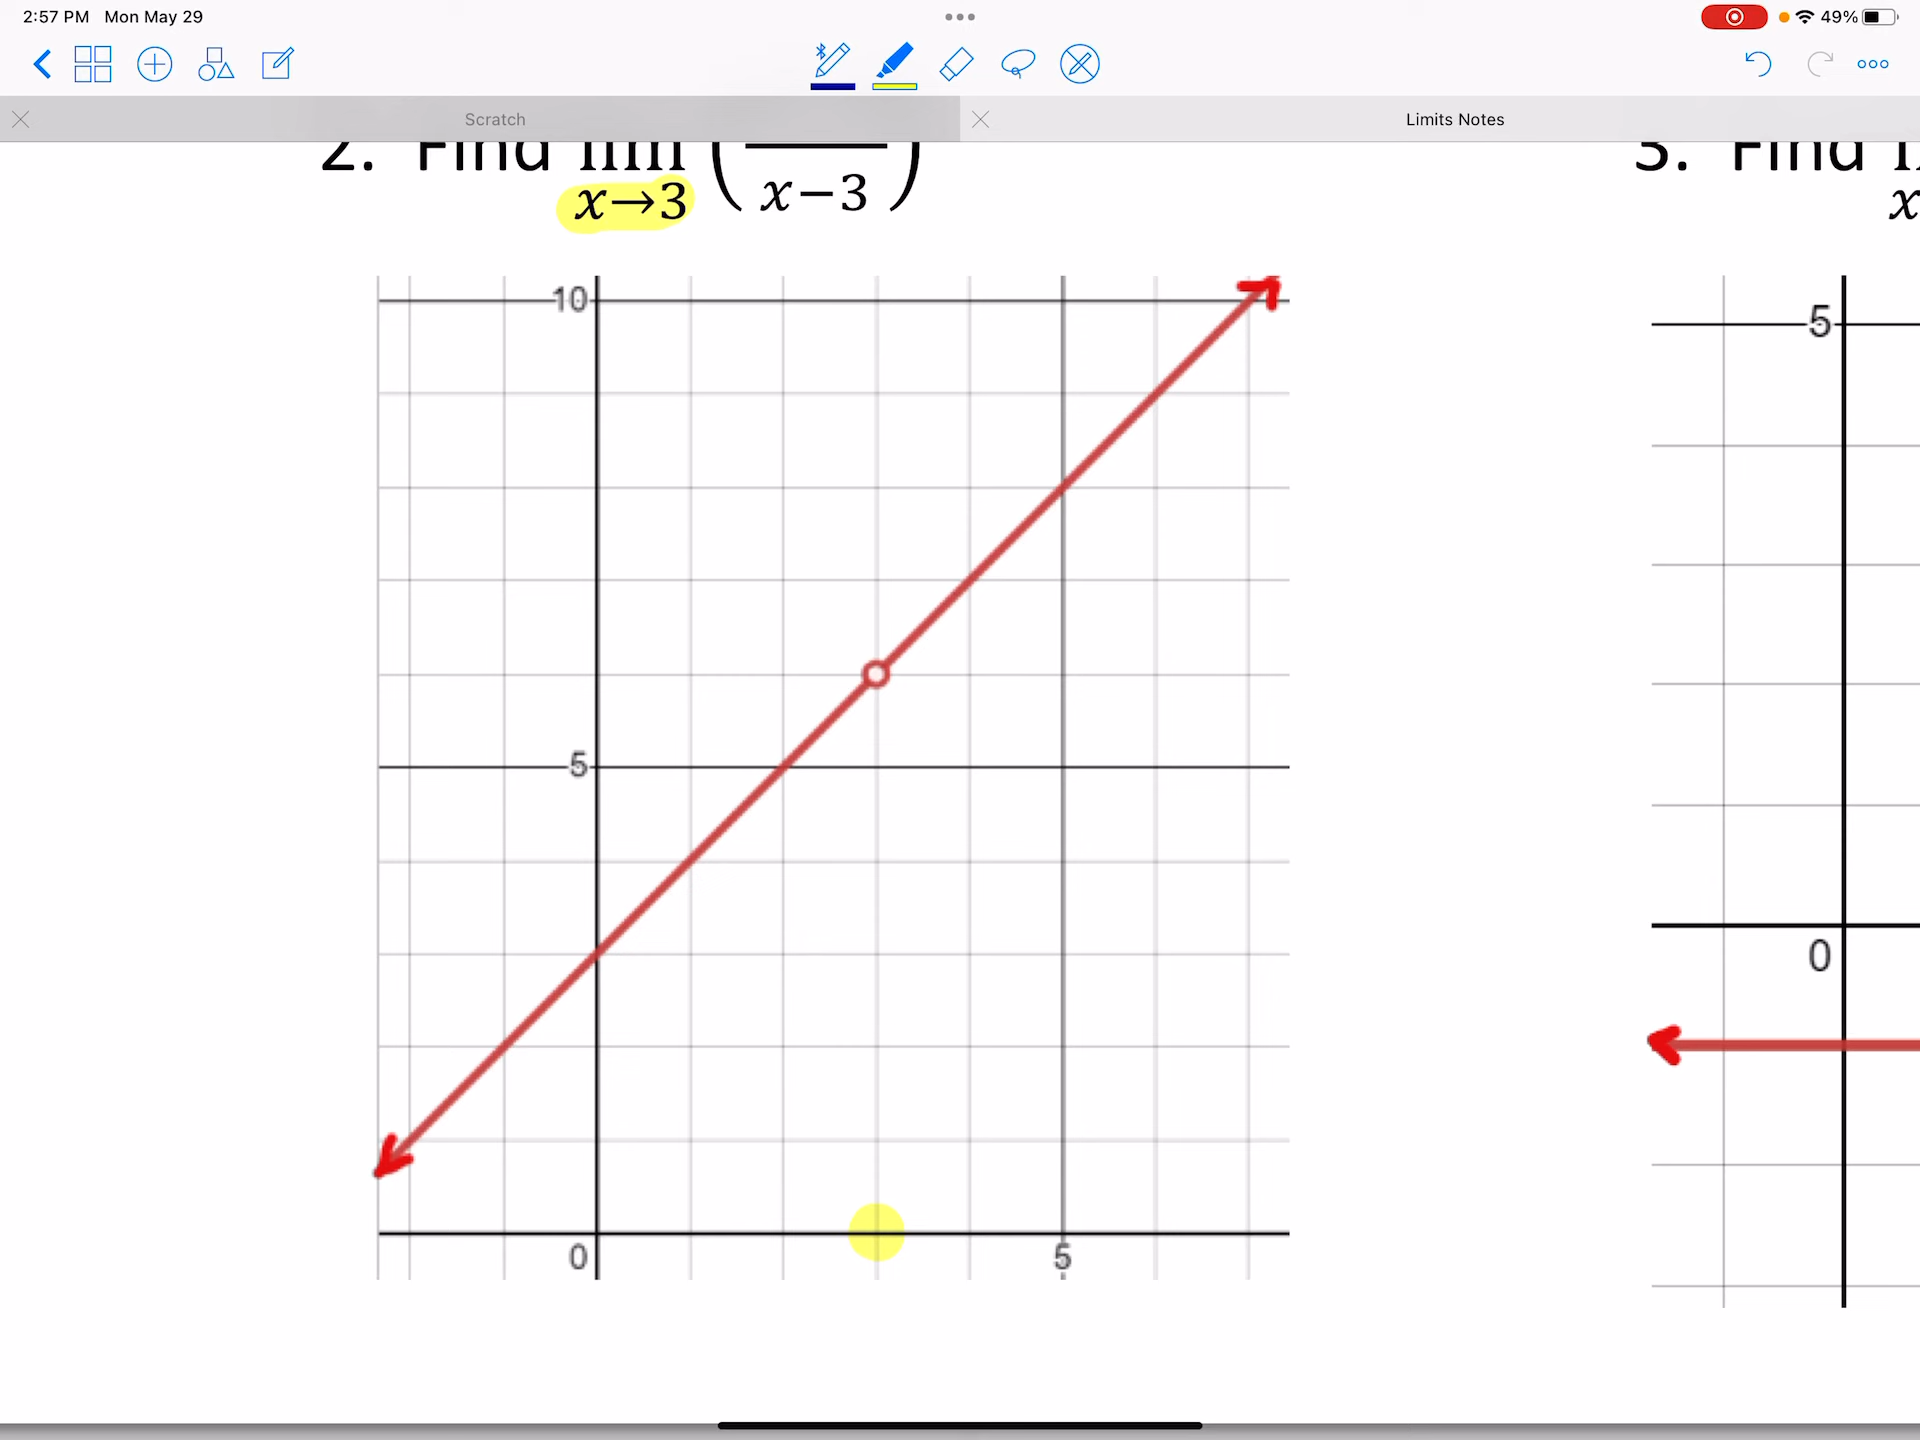 2:57 PM Mon May 29
49%
Scratch
Limits Notes
2. Find lim ( x−3 )
x→3
3. Find
x
10
5
0
5
5
0